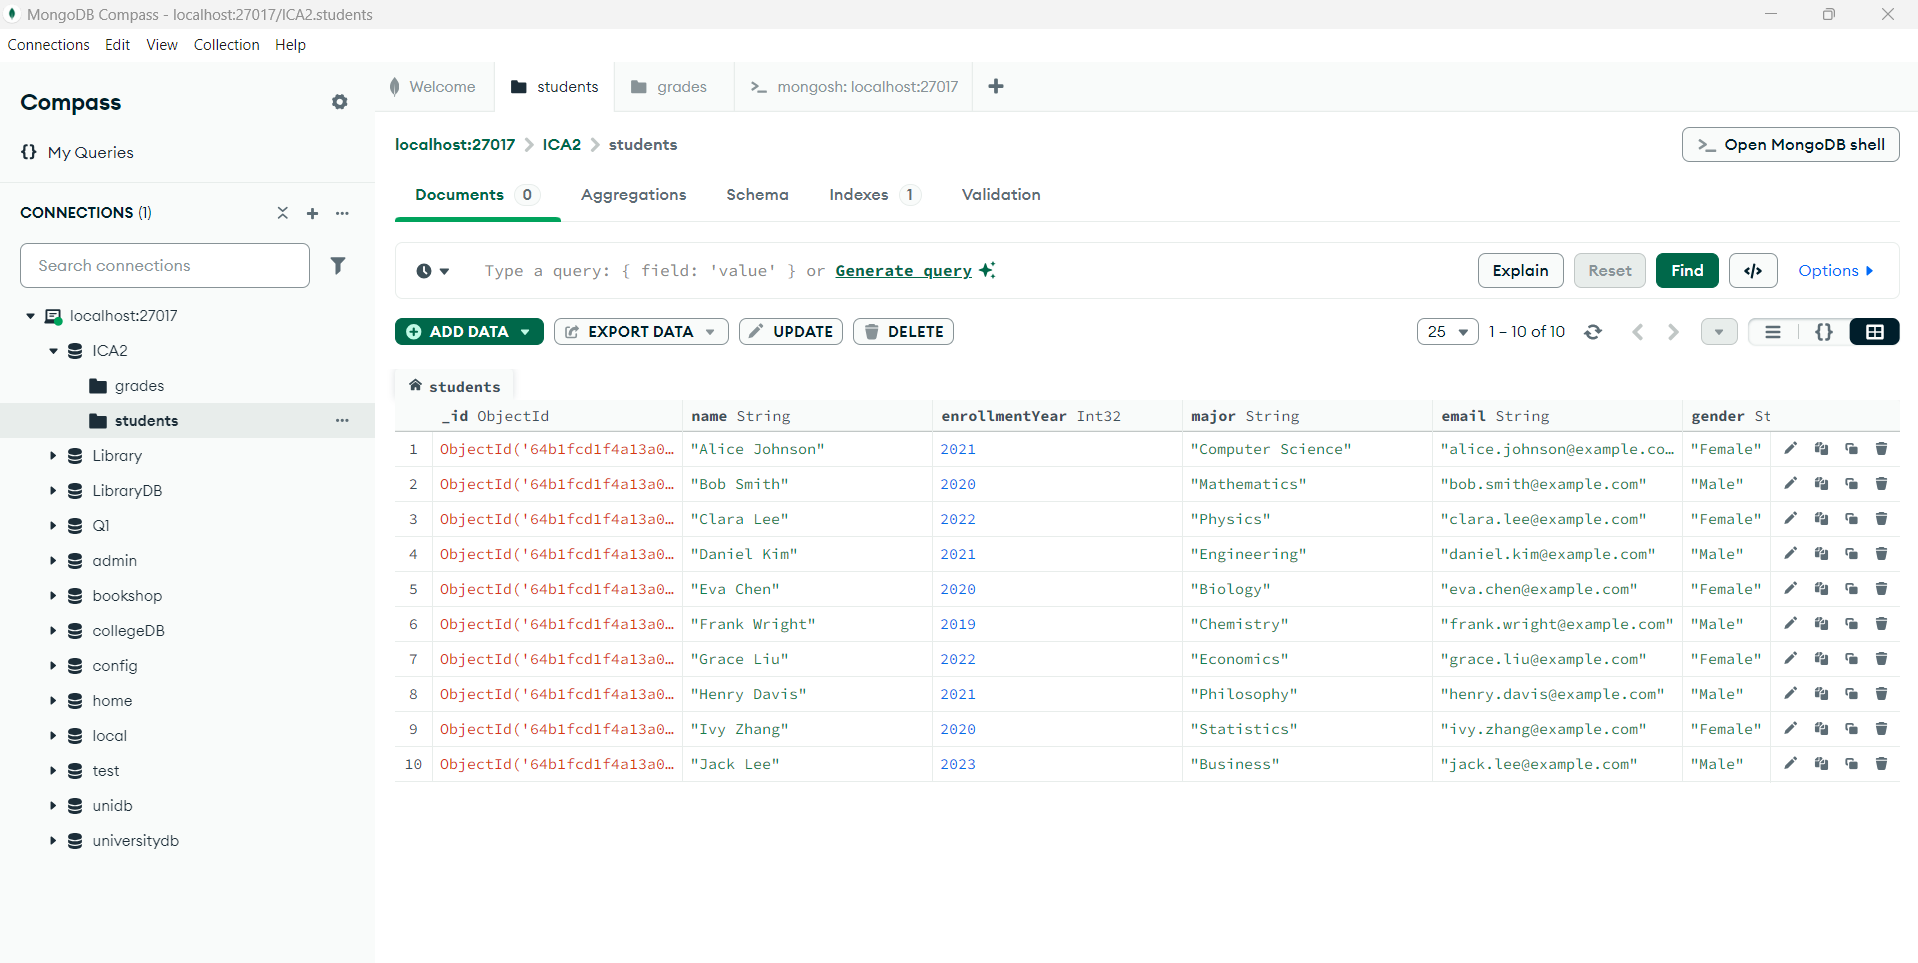 MongoDB Compass - localhost:27017/ICA2.students
Connections Edit View Collection Help
Compass
My Queries
CONNECTIONS (1)
Search connections
localhost:27017
ICA2
grades
students
Library
LibraryDB
Q1
admin
bookshop
collegeDB
config
home
local
test
unidb
universitydb
Welcome students grades >_ mongosh: localhost:27017
localhost:27017 > ICA2 > students
>_ Open MongoDB shell
Documents 0 Aggregations Schema Indexes 1 Validation
Type a query: { field: 'value' } or Generate query
Explain Reset Find </> Options
ADD DATA EXPORT DATA UPDATE DELETE 25 1 – 10 of 10 {}
students
_id ObjectId name String enrollmentYear Int32 major String email String gender St
1 ObjectId('64b1fcd1f4a13a0… "Alice Johnson" 2021 "Computer Science" "alice.johnson@example.co… "Female"
2 ObjectId('64b1fcd1f4a13a0… "Bob Smith" 2020 "Mathematics" "bob.smith@example.com" "Male"
3 ObjectId('64b1fcd1f4a13a0… "Clara Lee" 2022 "Physics" "clara.lee@example.com" "Female"
4 ObjectId('64b1fcd1f4a13a0… "Daniel Kim" 2021 "Engineering" "daniel.kim@example.com" "Male"
5 ObjectId('64b1fcd1f4a13a0… "Eva Chen" 2020 "Biology" "eva.chen@example.com" "Female"
6 ObjectId('64b1fcd1f4a13a0… "Frank Wright" 2019 "Chemistry" "frank.wright@example.com" "Male"
7 ObjectId('64b1fcd1f4a13a0… "Grace Liu" 2022 "Economics" "grace.liu@example.com" "Female"
8 ObjectId('64b1fcd1f4a13a0… "Henry Davis" 2021 "Philosophy" "henry.davis@example.com" "Male"
9 ObjectId('64b1fcd1f4a13a0… "Ivy Zhang" 2020 "Statistics" "ivy.zhang@example.com" "Female"
10 ObjectId('64b1fcd1f4a13a0… "Jack Lee" 2023 "Business" "jack.lee@example.com" "Male"